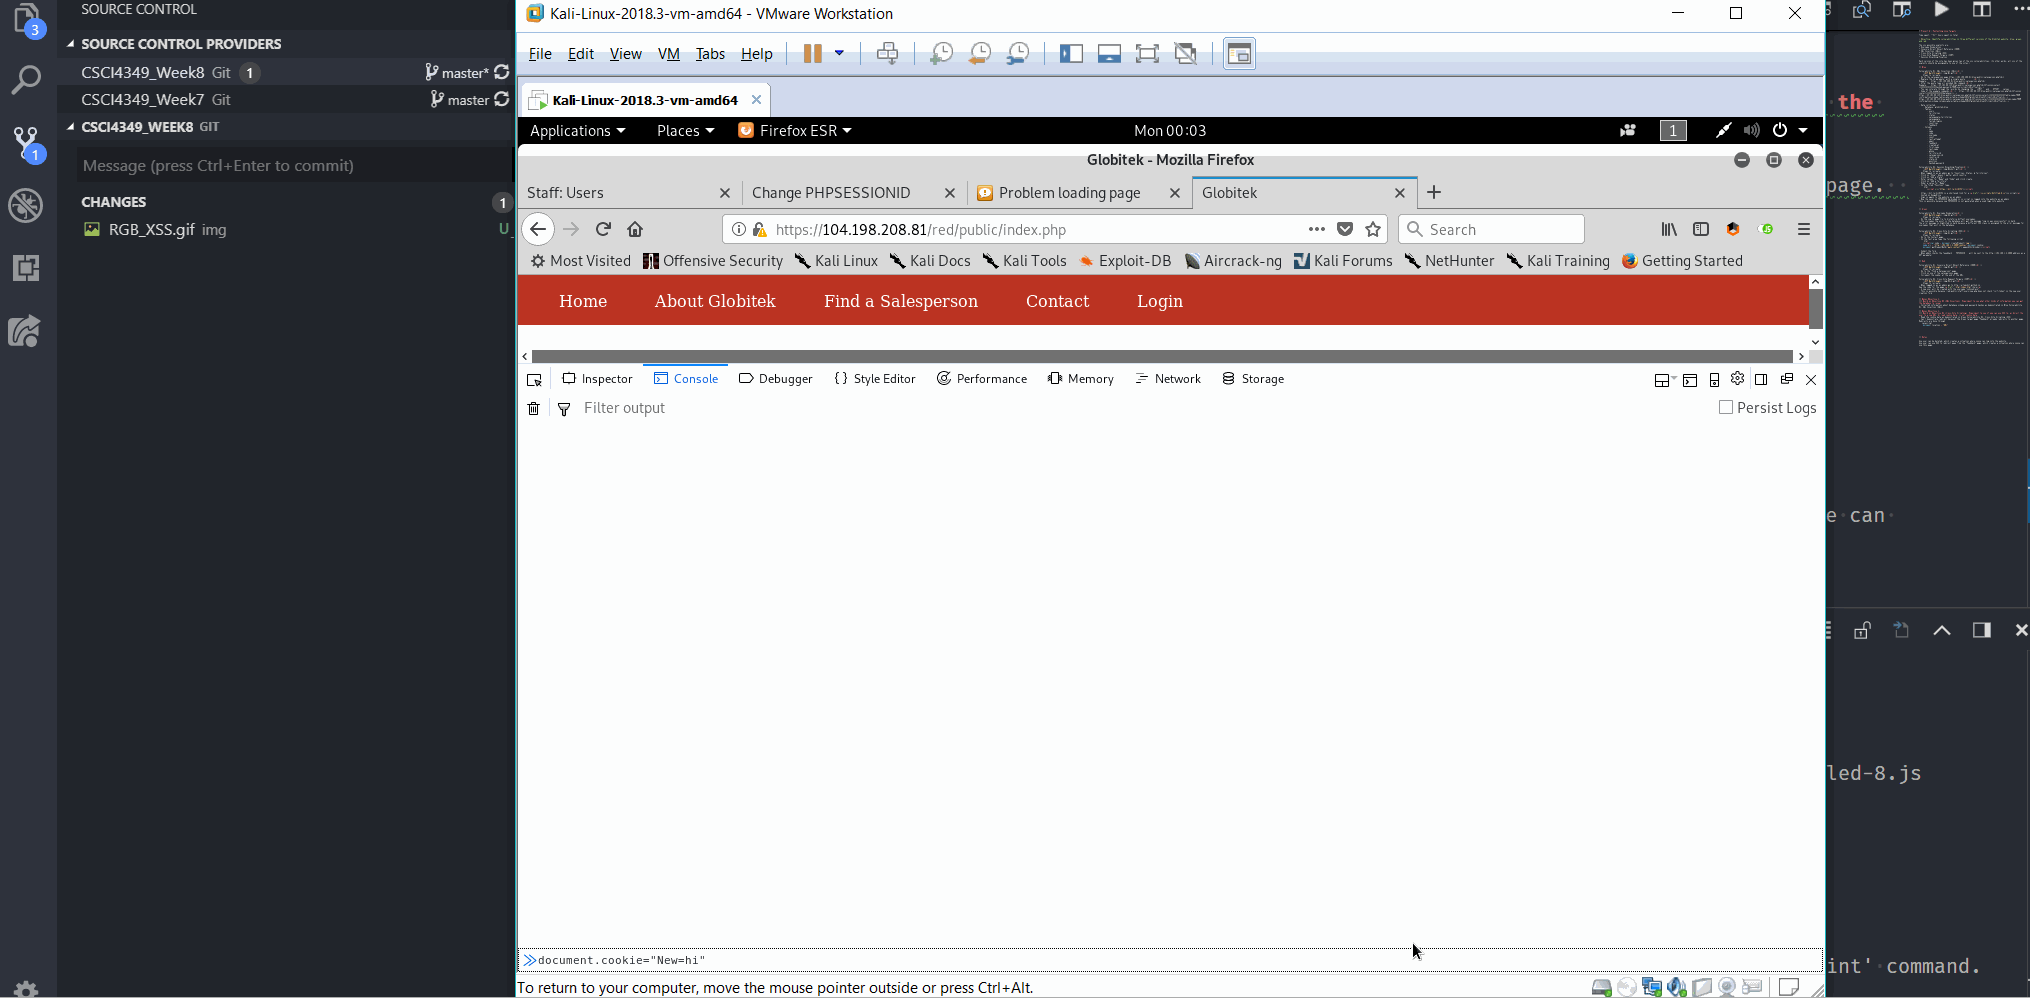 SOURCE CONTROL
3
SOURCE CONTROL PROVIDERS
CSCI4349_Week8 Git 1 master*
CSCI4349_Week7 Git master
CSCI4349_WEEK8 GIT
1
Message (press Ctrl+Enter to commit)
CHANGES 1
RGB_XSS.gif img U
Kali-Linux-2018.3-vm-amd64 - VMware Workstation
File Edit View VM Tabs Help
Kali-Linux-2018.3-vm-amd64
Applications Places Firefox ESR Mon 00:03 1
Globitek - Mozilla Firefox
Staff: Users Change PHPSESSIONID Problem loading page Globitek
https://104.198.208.81/red/public/index.php Search
Most Visited Offensive Security Kali Linux Kali Docs Kali Tools Exploit-DB Aircrack-ng Kali Forums NetHunter Kali Training Getting Started
Home About Globitek Find a Salesperson Contact Login
Inspector Console Debugger Style Editor Performance Memory Network Storage
Filter output Persist Logs
document.cookie="New=hi"
To return to your computer, move the mouse pointer outside or press Ctrl+Alt.
the
page.
e can
led-8.js
int' command.